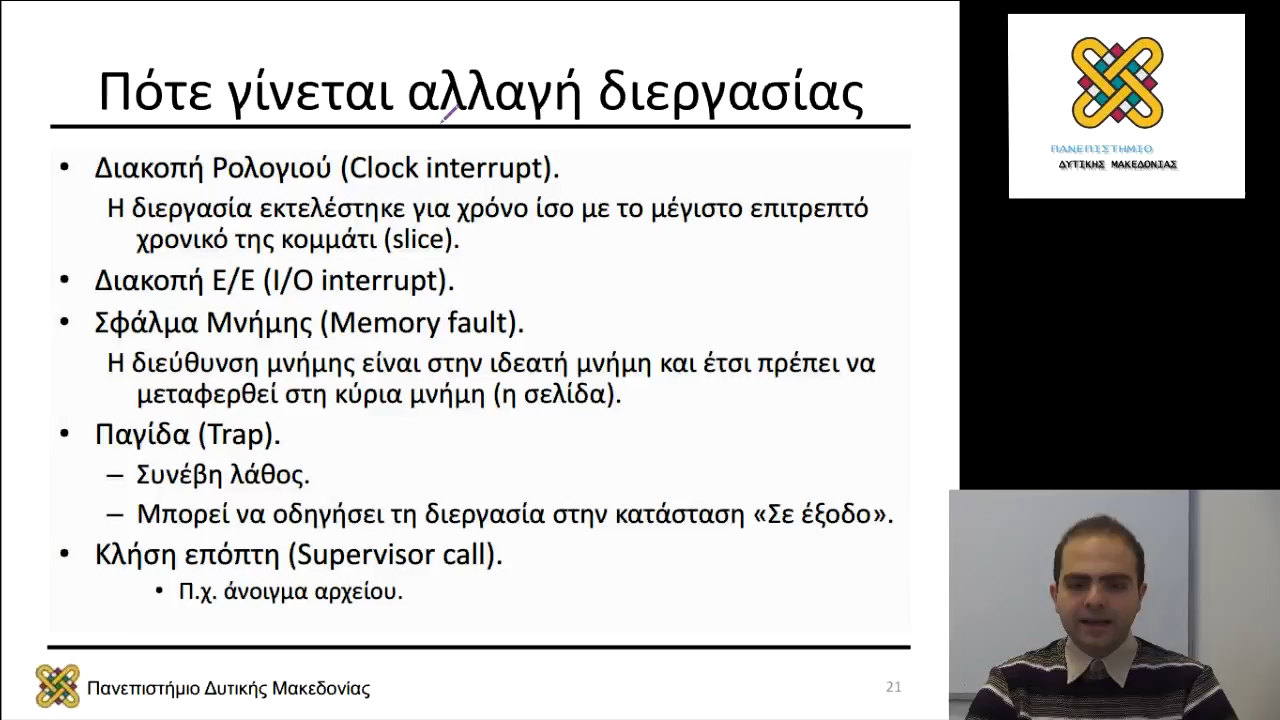 Πότε γίνεται αλλαγή διεργασίας
• Διακοπή Ρολογιού (Clock interrupt).
Η διεργασία εκτελέστηκε για χρόνο ίσο με το μέγιστο επιτρεπτό
χρονικό της κομμάτι (slice).
• Διακοπή Ε/Ε (I/O interrupt).
• Σφάλμα Μνήμης (Memory fault).
Η διεύθυνση μνήμης είναι στην ιδεατή μνήμη και έτσι πρέπει να
μεταφερθεί στη κύρια μνήμη (η σελίδα).
• Παγίδα (Trap).
– Συνέβη λάθος.
– Μπορεί να οδηγήσει τη διεργασία στην κατάσταση «Σε έξοδο».
• Κλήση επόπτη (Supervisor call).
• Π.χ. άνοιγμα αρχείου.
Πανεπιστήμιο Δυτικής Μακεδονίας
21
ΠΑΝΕΠΙΣΤΗΜΙΟ
ΔΥΤΙΚΗΣ ΜΑΚΕΔΟΝΙΑΣ